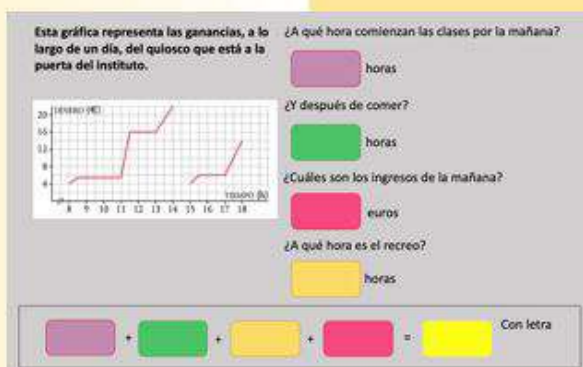 Esta gráfica representa las ganancias, a lo
largo de un día, del quiosco que está a la
puerta del instituto.
DINERO (€)
20
16
12
8
4
8 9 10 11 12 13 14 15 16 17 18
TIEMPO (h)
¿A qué hora comienzan las clases por la mañana?
horas
¿Y después de comer?
horas
¿Cuáles son los ingresos de la mañana?
euros
¿A qué hora es el recreo?
horas
+ + + = Con letra